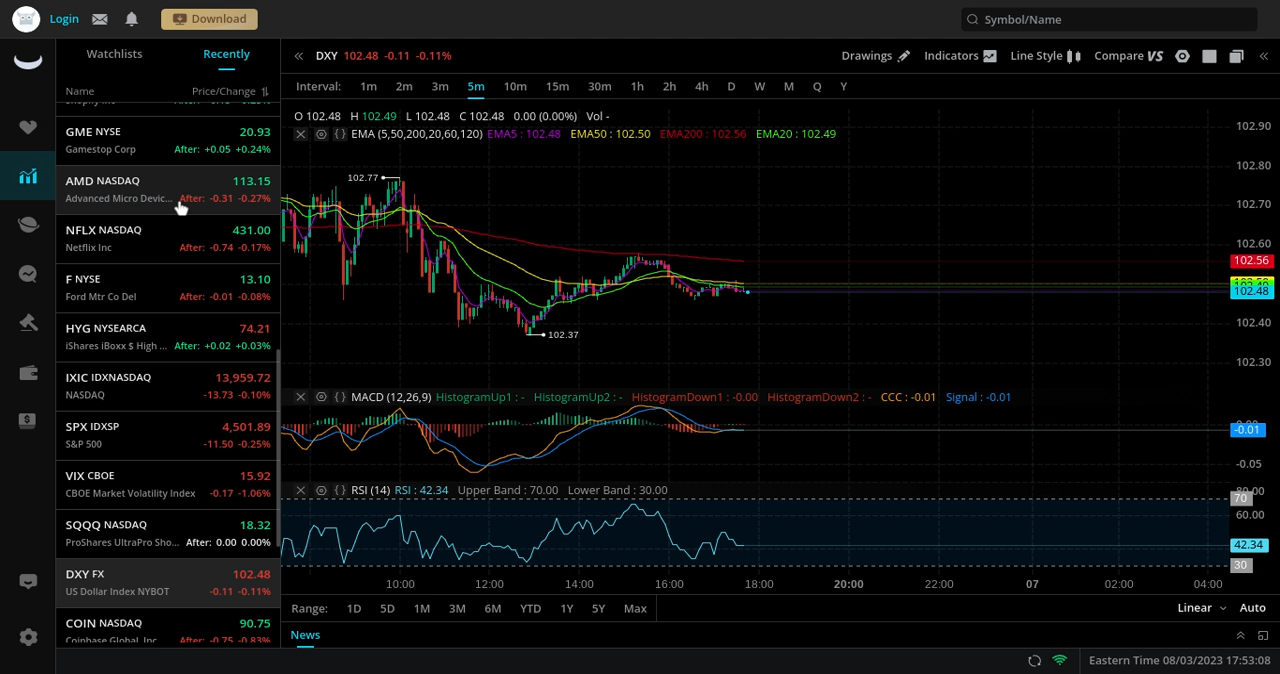 Login
Download
Symbol/Name
Watchlists
Recently
Name
Price/Change
GME NYSE 20.93
Gamestop Corp After: +0.05 +0.24%
AMD NASDAQ 113.15
Advanced Micro Devic... After: -0.31 -0.27%
NFLX NASDAQ 431.00
Netflix Inc After: -0.74 -0.17%
F NYSE 13.10
Ford Mtr Co Del After: -0.01 -0.08%
HYG NYSEARCA 74.21
iShares iBoxx $ High ... After: +0.02 +0.03%
IXIC IDXNASDAQ 13,959.72
NASDAQ -13.73 -0.10%
SPX IDXSP 4,501.89
S&P 500 -11.50 -0.25%
VIX CBOE 15.92
CBOE Market Volatility Index -0.17 -1.06%
SQQQ NASDAQ 18.32
ProShares UltraPro Sho... After: 0.00 0.00%
DXY FX 102.48
US Dollar Index NYBOT -0.11 -0.11%
COIN NASDAQ 90.75
Coinbase Global, Inc After: -0.75 -0.83%
DXY 102.48 -0.11 -0.11%
Drawings Indicators Line Style Compare VS
Interval: 1m 2m 3m 5m 10m 15m 30m 1h 2h 4h D W M Q Y
O 102.48 H 102.49 L 102.48 C 102.48 0.00 (0.00%) Vol -
EMA (5,50,200,20,60,120) EMA5 : 102.48 EMA50 : 102.50 EMA200 : 102.56 EMA20 : 102.49
102.77
102.37
102.90
102.80
102.70
102.60
102.56
102.48
102.40
102.30
MACD (12,26,9) HistogramUp1 : - HistogramUp2 : - HistogramDown1 : -0.00 HistogramDown2 : - CCC : -0.01 Signal : -0.01
-0.01
-0.05
RSI (14) RSI : 42.34 Upper Band : 70.00 Lower Band : 30.00
70
60.00
42.34
30
10:00 12:00 14:00 16:00 18:00 20:00 22:00 07 02:00 04:00
Range: 1D 5D 1M 3M 6M YTD 1Y 5Y Max
Linear Auto
News
Eastern Time 08/03/2023 17:53:08